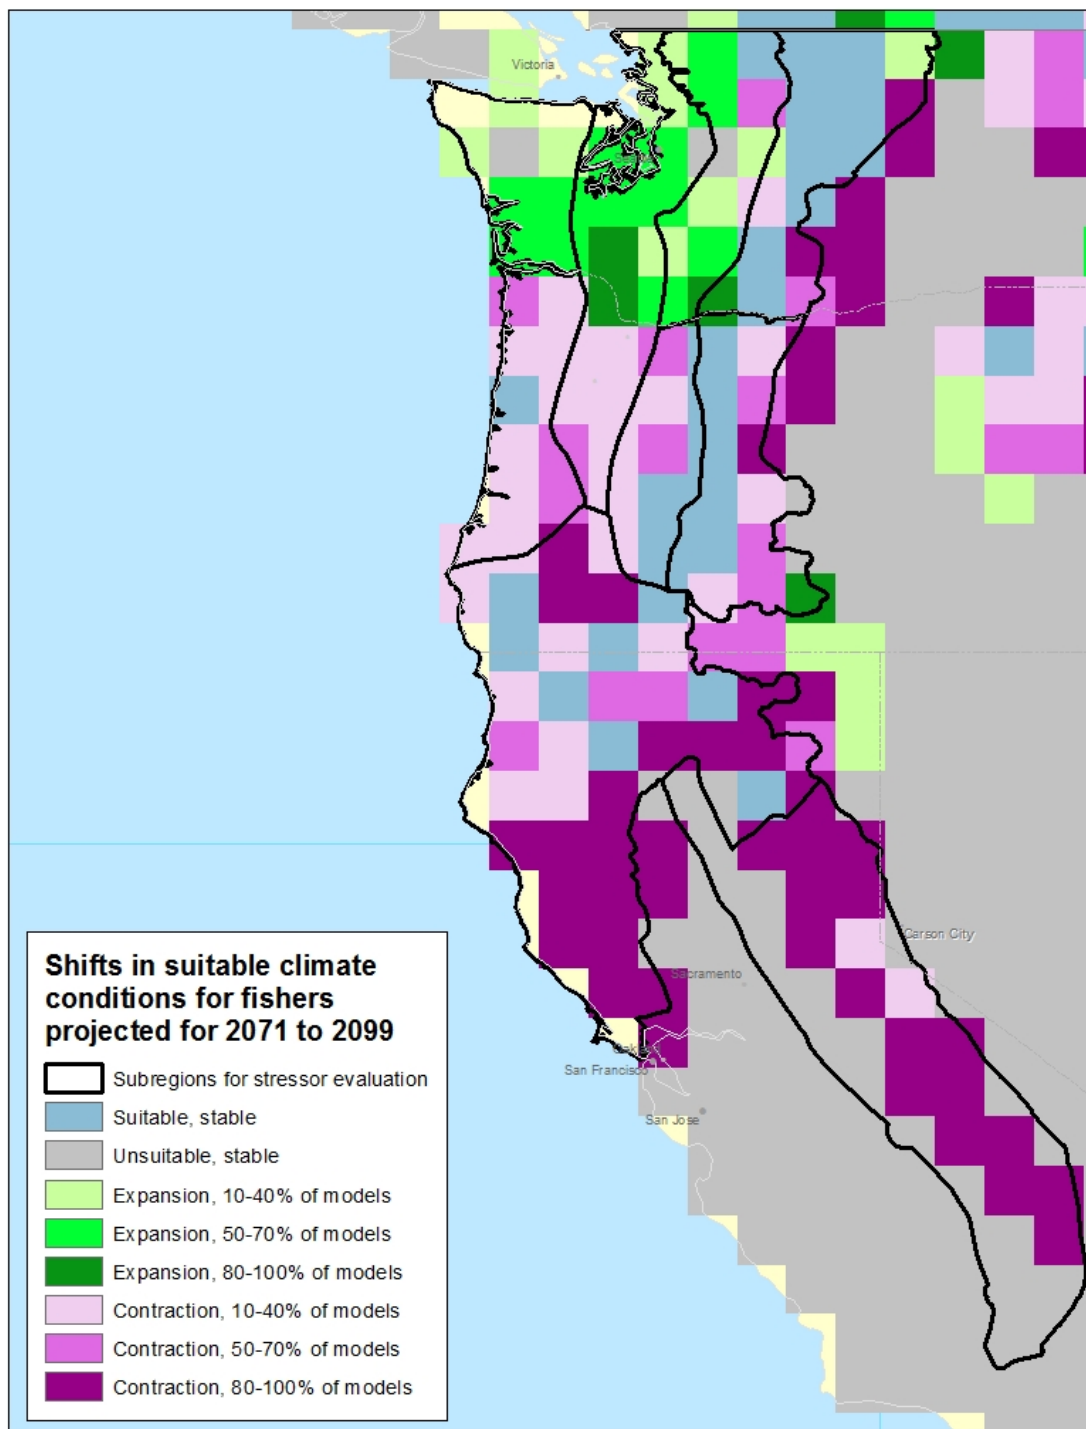 Victoria
Seattle
Carson City
Sacramento
Oakland
San Francisco
San Jose
Shifts in suitable climate
conditions for fishers
projected for 2071 to 2099
Subregions for stressor evaluation
Suitable, stable
Unsuitable, stable
Expansion, 10-40% of models
Expansion, 50-70% of models
Expansion, 80-100% of models
Contraction, 10-40% of models
Contraction, 50-70% of models
Contraction, 80-100% of models